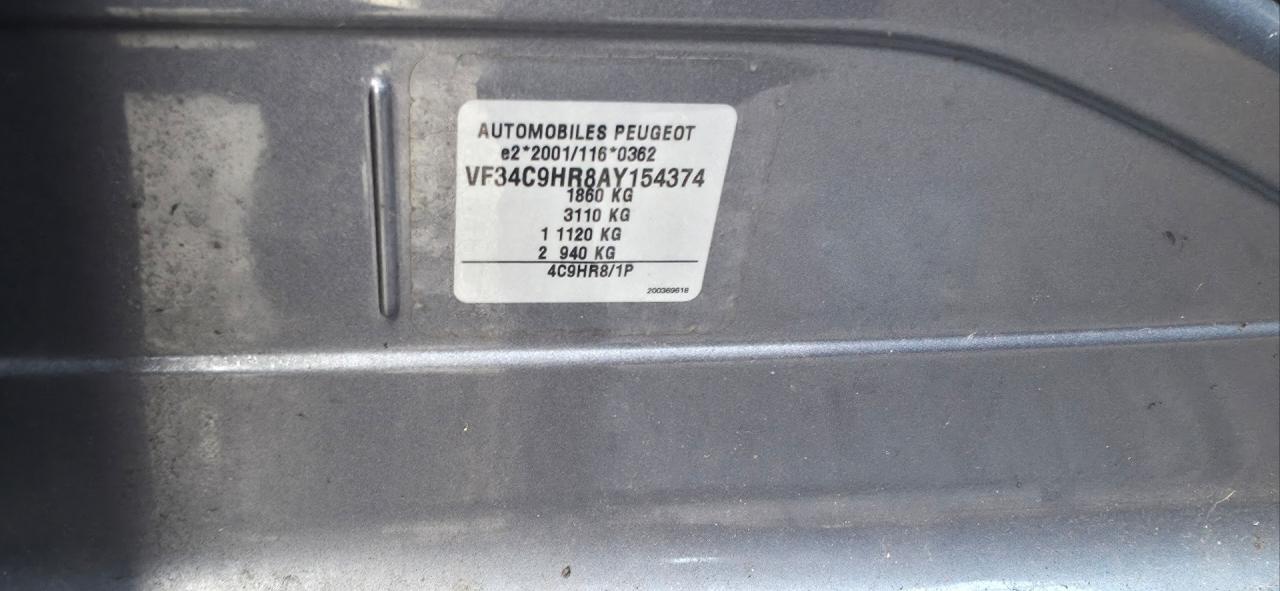 AUTOMOBILES PEUGEOT
e2*2001/116*0362
VF34C9HR8AY154374
1860 KG
3110 KG
1 1120 KG
2 940 KG
4C9HR8/1P
200369618